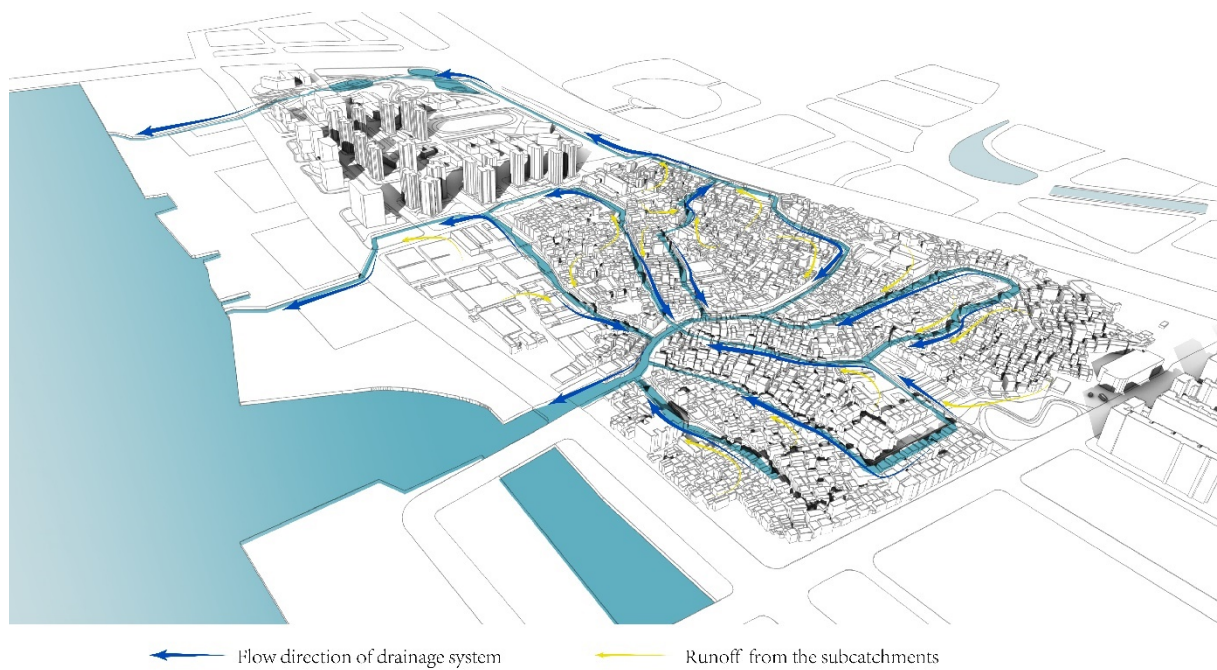 Flow direction of drainage system
Runoff from the subcatchments